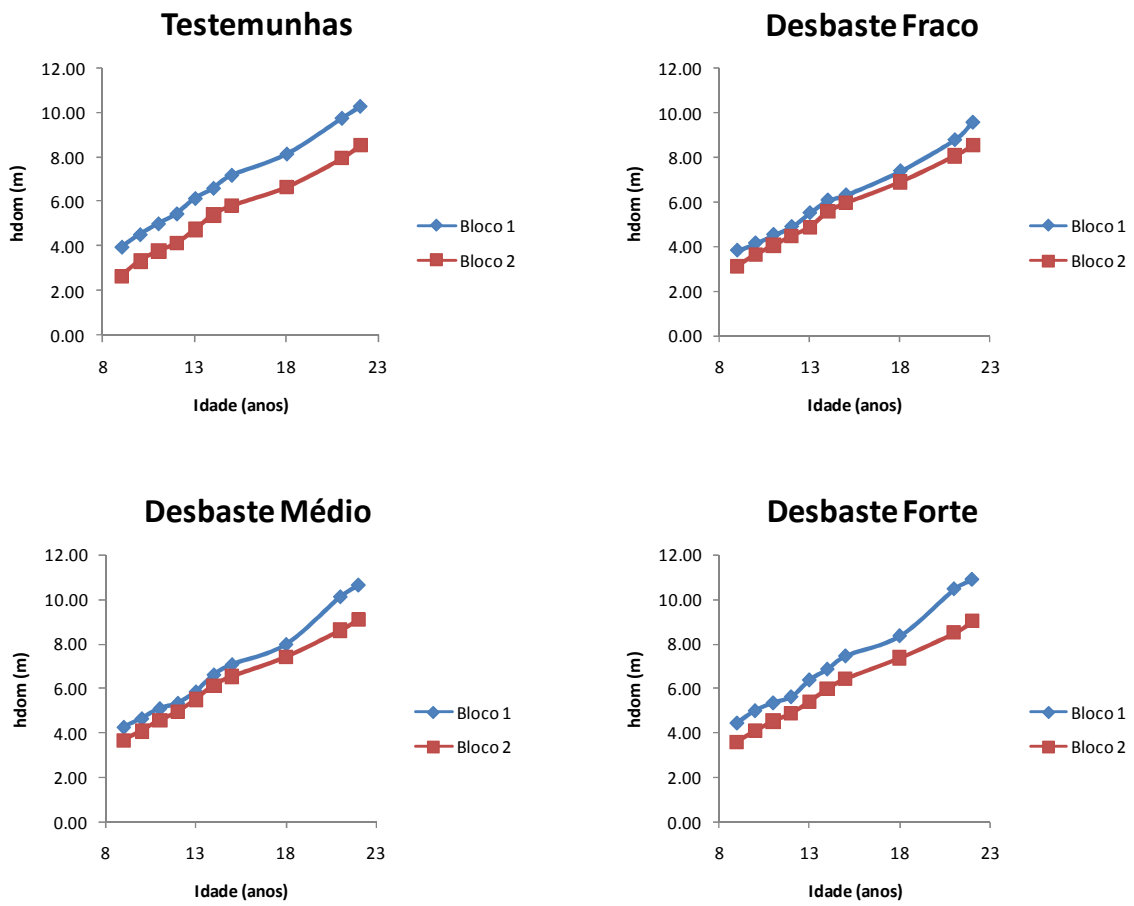 Testemunhas
12.00
10.00
8.00
6.00
4.00
2.00
0.00
hdom (m)
8 13 18 23
Idade (anos)
Bloco 1
Bloco 2
Desbaste Fraco
12.00
10.00
8.00
6.00
4.00
2.00
0.00
hdom (m)
8 13 18 23
Idade (anos)
Bloco 1
Bloco 2
Desbaste Médio
12.00
10.00
8.00
6.00
4.00
2.00
0.00
hdom (m)
8 13 18 23
Idade (anos)
Bloco 1
Bloco 2
Desbaste Forte
12.00
10.00
8.00
6.00
4.00
2.00
0.00
hdom (m)
8 13 18 23
Idade (anos)
Bloco 1
Bloco 2